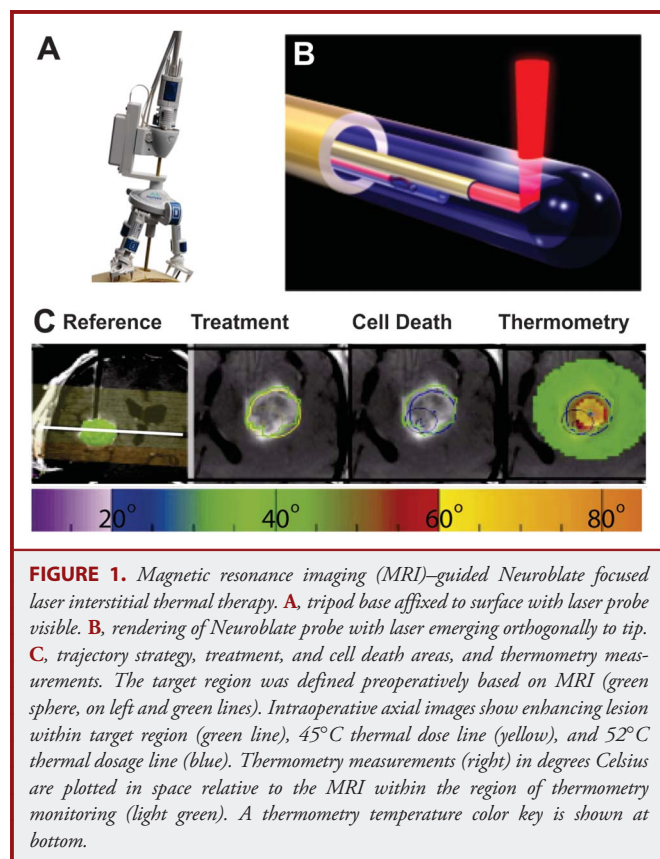 A
B
C Reference Treatment Cell Death Thermometry
20° 40° 60° 80°
FIGURE 1. Magnetic resonance imaging (MRI)–guided Neuroblate focused
laser interstitial thermal therapy. A, tripod base affixed to surface with laser probe
visible. B, rendering of Neuroblate probe with laser emerging orthogonally to tip.
C, trajectory strategy, treatment, and cell death areas, and thermometry meas-
urements. The target region was defined preoperatively based on MRI (green
sphere, on left and green lines). Intraoperative axial images show enhancing lesion
within target region (green line), 45°C thermal dose line (yellow), and 52°C
thermal dosage line (blue). Thermometry measurements (right) in degrees Celsius
are plotted in space relative to the MRI within the region of thermometry
monitoring (light green). A thermometry temperature color key is shown at
bottom.